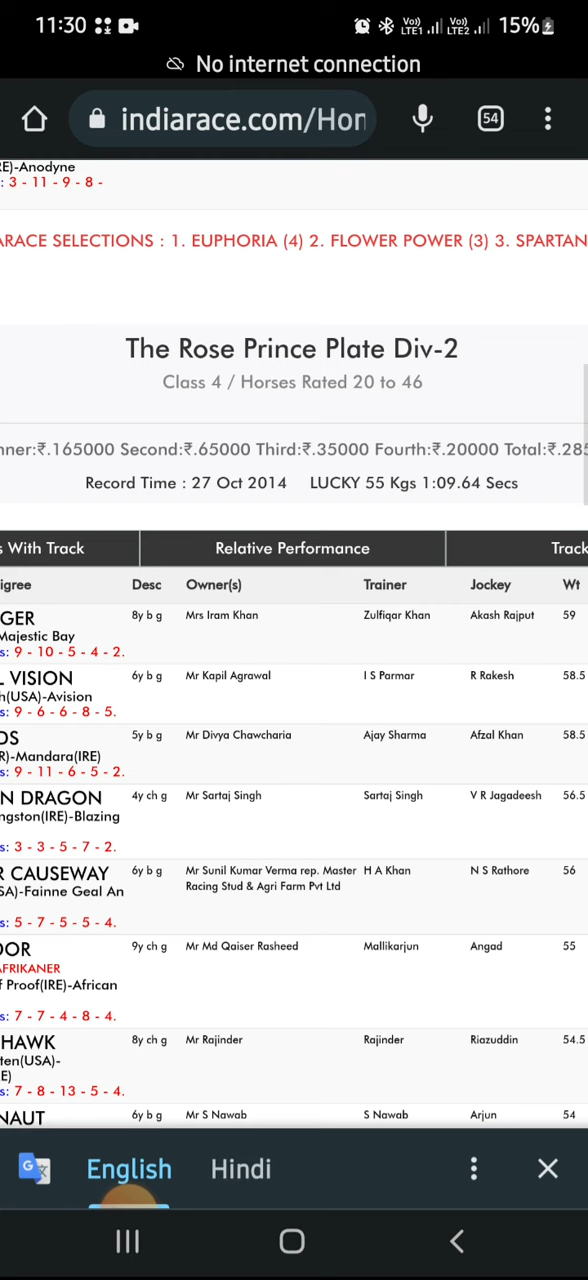 11:30 Vo)) LTE1 Vo)) LTE2 15%
No internet connection
indiarace.com/Hor 54
E)-Anodyne
: 3 - 11 - 9 - 8 -
ARACE SELECTIONS : 1. EUPHORIA (4) 2. FLOWER POWER (3) 3. SPARTAN
The Rose Prince Plate Div-2
Class 4 / Horses Rated 20 to 46
nner:₹.165000 Second:₹.65000 Third:₹.35000 Fourth:₹.20000 Total:₹.285
Record Time : 27 Oct 2014 LUCKY 55 Kgs 1:09.64 Secs
s With Track Relative Performance Track
igree Desc Owner(s) Trainer Jockey Wt
GER 8y b g Mrs Iram Khan Zulfiqar Khan Akash Rajput 59
Majestic Bay
s: 9 - 10 - 5 - 4 - 2.
L VISION 6y b g Mr Kapil Agrawal I S Parmar R Rakesh 58.5
h(USA)-Avision
s: 9 - 6 - 6 - 8 - 5.
OS 5y b g Mr Divya Chawcharia Ajay Sharma Afzal Khan 58.5
R)-Mandara(IRE)
s: 9 - 11 - 6 - 5 - 2.
N DRAGON 4y ch g Mr Sartaj Singh Sartaj Singh V R Jagadeesh 56.5
ngston(IRE)-Blazing
s: 3 - 3 - 5 - 7 - 2.
R CAUSEWAY 6y b g Mr Sunil Kumar Verma rep. Master H A Khan N S Rathore 56
SA)-Fainne Geal An Racing Stud & Agri Farm Pvt Ltd
s: 5 - 7 - 5 - 5 - 4.
OOR 9y ch g Mr Md Qaiser Rasheed Mallikarjun Angad 55
AFRIKANER
f Proof(IRE)-African
s: 7 - 7 - 4 - 8 - 4.
HAWK 8y ch g Mr Rajinder Rajinder Riazuddin 54.5
ten(USA)-
E)
s: 7 - 8 - 13 - 5 - 4.
NAUT 6y b g Mr S Nawab S Nawab Arjun 54
English Hindi